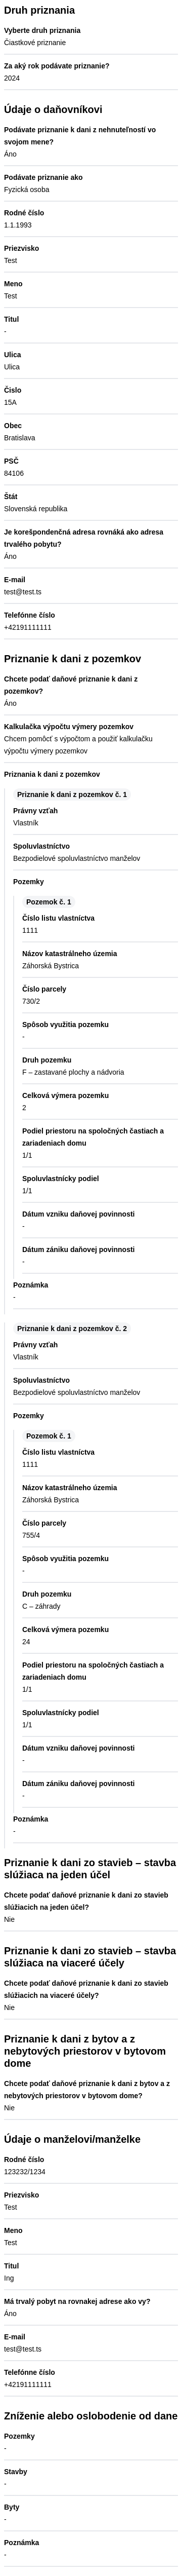 Druh priznania
Vyberte druh priznania
Čiastkové priznanie
Za aký rok podávate priznanie?
2024
Údaje o daňovníkovi
Podávate priznanie k dani z nehnuteľností vo
svojom mene?
Áno
Podávate priznanie ako
Fyzická osoba
Rodné číslo
1.1.1993
Priezvisko
Test
Meno
Test
Titul
-
Ulica
Ulica
Číslo
15A
Obec
Bratislava
PSČ
84106
Štát
Slovenská republika
Je korešpondenčná adresa rovnáká ako adresa
trvalého pobytu?
Áno
E-mail
test@test.ts
Telefónne číslo
+42191111111
Priznanie k dani z pozemkov
Chcete podať daňové priznanie k dani z
pozemkov?
Áno
Kalkulačka výpočtu výmery pozemkov
Chcem pomôcť s výpočtom a použiť kalkulačku
výpočtu výmery pozemkov
Priznania k dani z pozemkov
Priznanie k dani z pozemkov č. 1
Právny vzťah
Vlastník
Spoluvlastníctvo
Bezpodielové spoluvlastníctvo manželov
Pozemky
Pozemok č. 1
Číslo listu vlastníctva
1111
Názov katastrálneho územia
Záhorská Bystrica
Číslo parcely
730/2
Spôsob využitia pozemku
-
Druh pozemku
F – zastavané plochy a nádvoria
Celková výmera pozemku
2
Podiel priestoru na spoločných častiach a
zariadeniach domu
1/1
Spoluvlastnícky podiel
1/1
Dátum vzniku daňovej povinnosti
-
Dátum zániku daňovej povinnosti
-
Poznámka
-
Priznanie k dani z pozemkov č. 2
Právny vzťah
Vlastník
Spoluvlastníctvo
Bezpodielové spoluvlastníctvo manželov
Pozemky
Pozemok č. 1
Číslo listu vlastníctva
1111
Názov katastrálneho územia
Záhorská Bystrica
Číslo parcely
755/4
Spôsob využitia pozemku
-
Druh pozemku
C – záhrady
Celková výmera pozemku
24
Podiel priestoru na spoločných častiach a
zariadeniach domu
1/1
Spoluvlastnícky podiel
1/1
Dátum vzniku daňovej povinnosti
-
Dátum zániku daňovej povinnosti
-
Poznámka
-
Priznanie k dani zo stavieb – stavba
slúžiaca na jeden účel
Chcete podať daňové priznanie k dani zo stavieb
slúžiacich na jeden účel?
Nie
Priznanie k dani zo stavieb – stavba
slúžiaca na viaceré účely
Chcete podať daňové priznanie k dani zo stavieb
slúžiacich na viaceré účely?
Nie
Priznanie k dani z bytov a z
nebytových priestorov v bytovom
dome
Chcete podať daňové priznanie k dani z bytov a z
nebytových priestorov v bytovom dome?
Nie
Údaje o manželovi/manželke
Rodné číslo
123232/1234
Priezvisko
Test
Meno
Test
Titul
Ing
Má trvalý pobyt na rovnakej adrese ako vy?
Áno
E-mail
test@test.ts
Telefónne číslo
+42191111111
Zníženie alebo oslobodenie od dane
Pozemky
-
Stavby
-
Byty
-
Poznámka
-